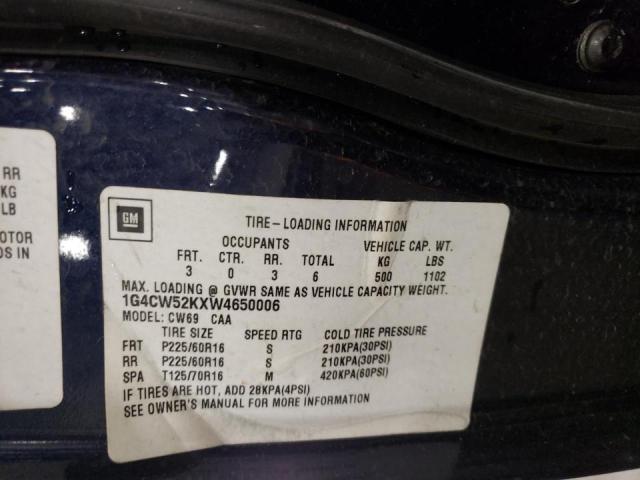 RR
KG
LB
OTOR
DS IN
GM
TIRE-LOADING INFORMATION
OCCUPANTS VEHICLE CAP. WT.
FRT. CTR. RR. TOTAL KG LBS
3 0 3 6 500 1102
MAX. LOADING @ GVWR SAME AS VEHICLE CAPACITY WEIGHT.
1G4CW52KXW4650006
MODEL: CW69 CAA
TIRE SIZE SPEED RTG COLD TIRE PRESSURE
FRT P225/60R16 S 210KPA(30PSI)
RR P225/60R16 S 210KPA(30PSI)
SPA T125/70R16 M 420KPA(60PSI)
IF TIRES ARE HOT, ADD 28KPA(4PSI)
SEE OWNER'S MANUAL FOR MORE INFORMATION